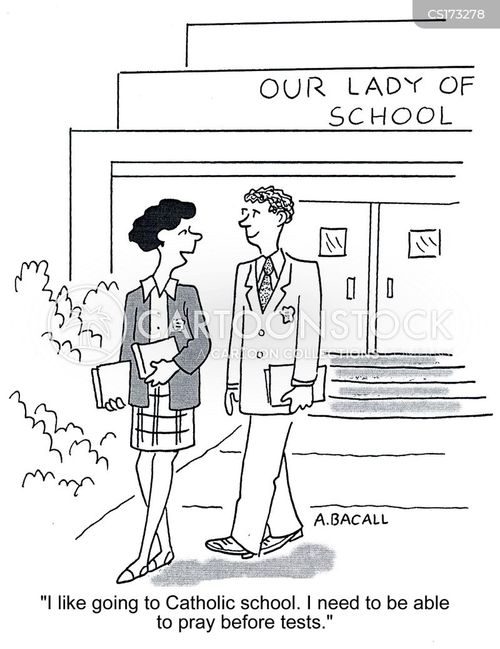 CS173278
OUR LADY OF
SCHOOL
CARTOONSTOCK
A.BACALL
"I like going to Catholic school. I need to be able
to pray before tests."